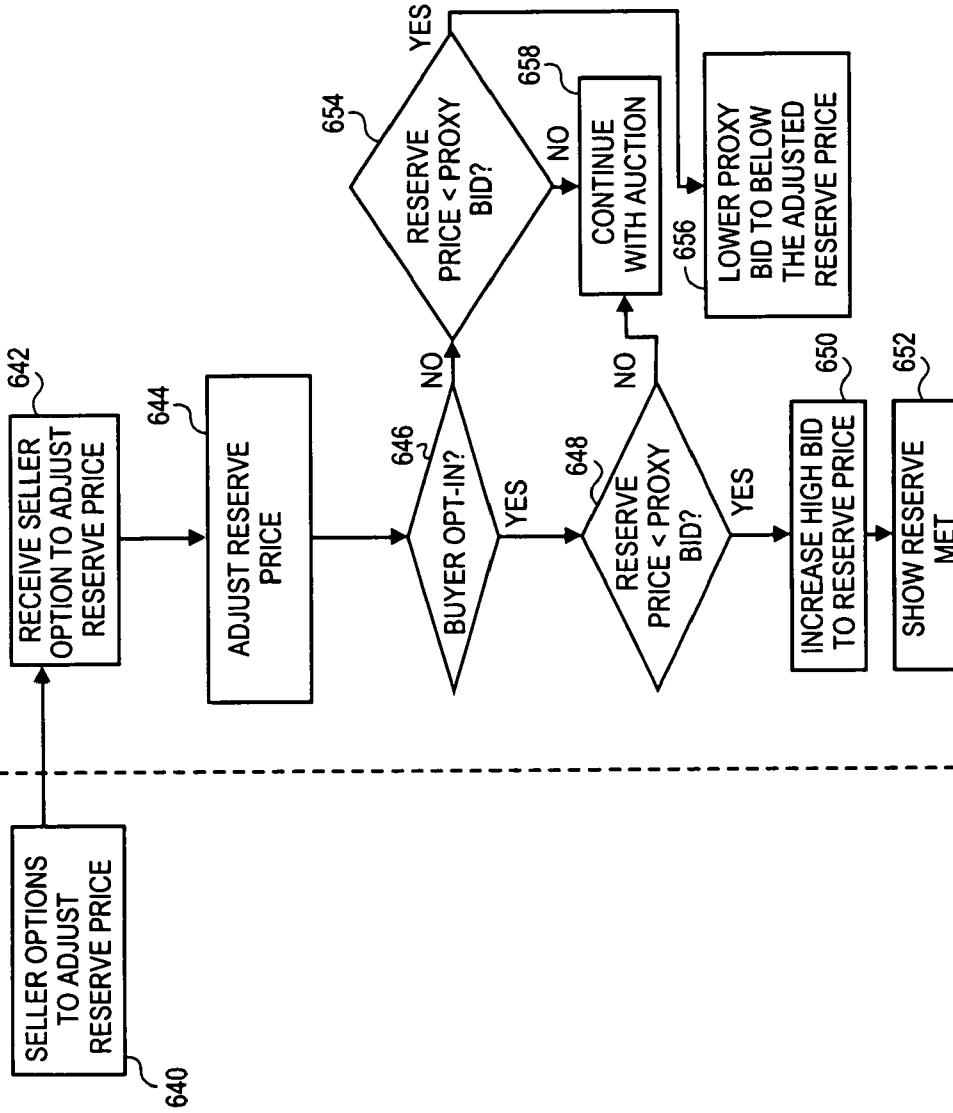 SELLER OPTIONS
TO ADJUST
RESERVE PRICE
640
RECEIVE SELLER
OPTION TO ADJUST
RESERVE PRICE
642
ADJUST RESERVE
PRICE
644
BUYER OPT-IN?
646
NO
YES
RESERVE
PRICE < PROXY
BID?
654
YES
NO
RESERVE
PRICE < PROXY
BID?
648
NO
YES
CONTINUE
WITH AUCTION
658
LOWER PROXY
BID TO BELOW
THE ADJUSTED
RESERVE PRICE
656
INCREASE HIGH BID
TO RESERVE PRICE
650
SHOW RESERVE
MET
652